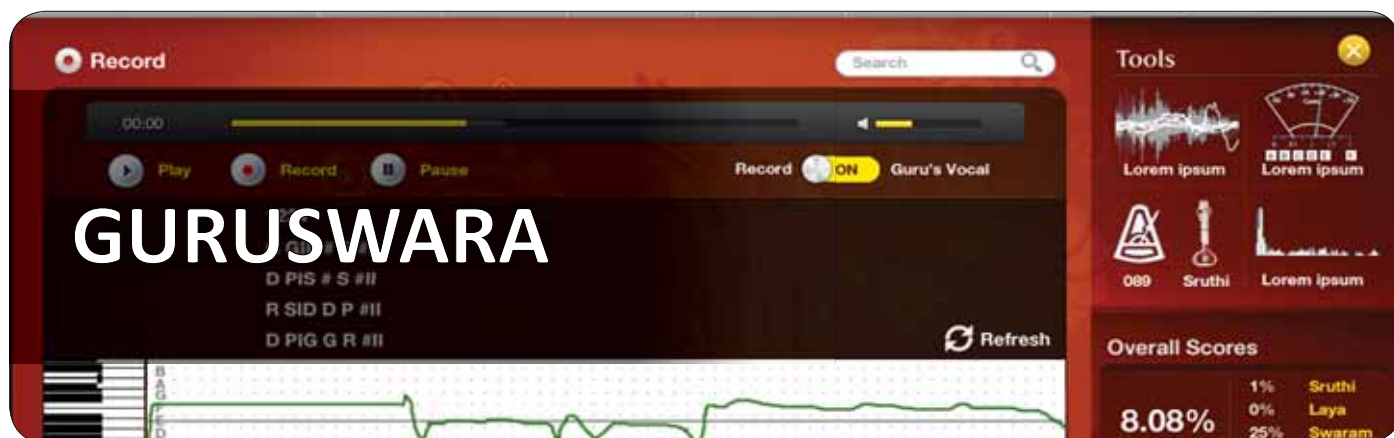 Record
Search
Tools
00:00
Play
Record
Pause
Record ON Guru's Vocal
Lorem ipsum
Lorem ipsum
GURUSWARA
D PIS # S #II
R SID D P #II
D PIG G R #II
089
Sruthi
Lorem ipsum
Refresh
Overall Scores
8.08%
1% Sruthi
0% Laya
25% Swaram
B
A
G
F
E
D